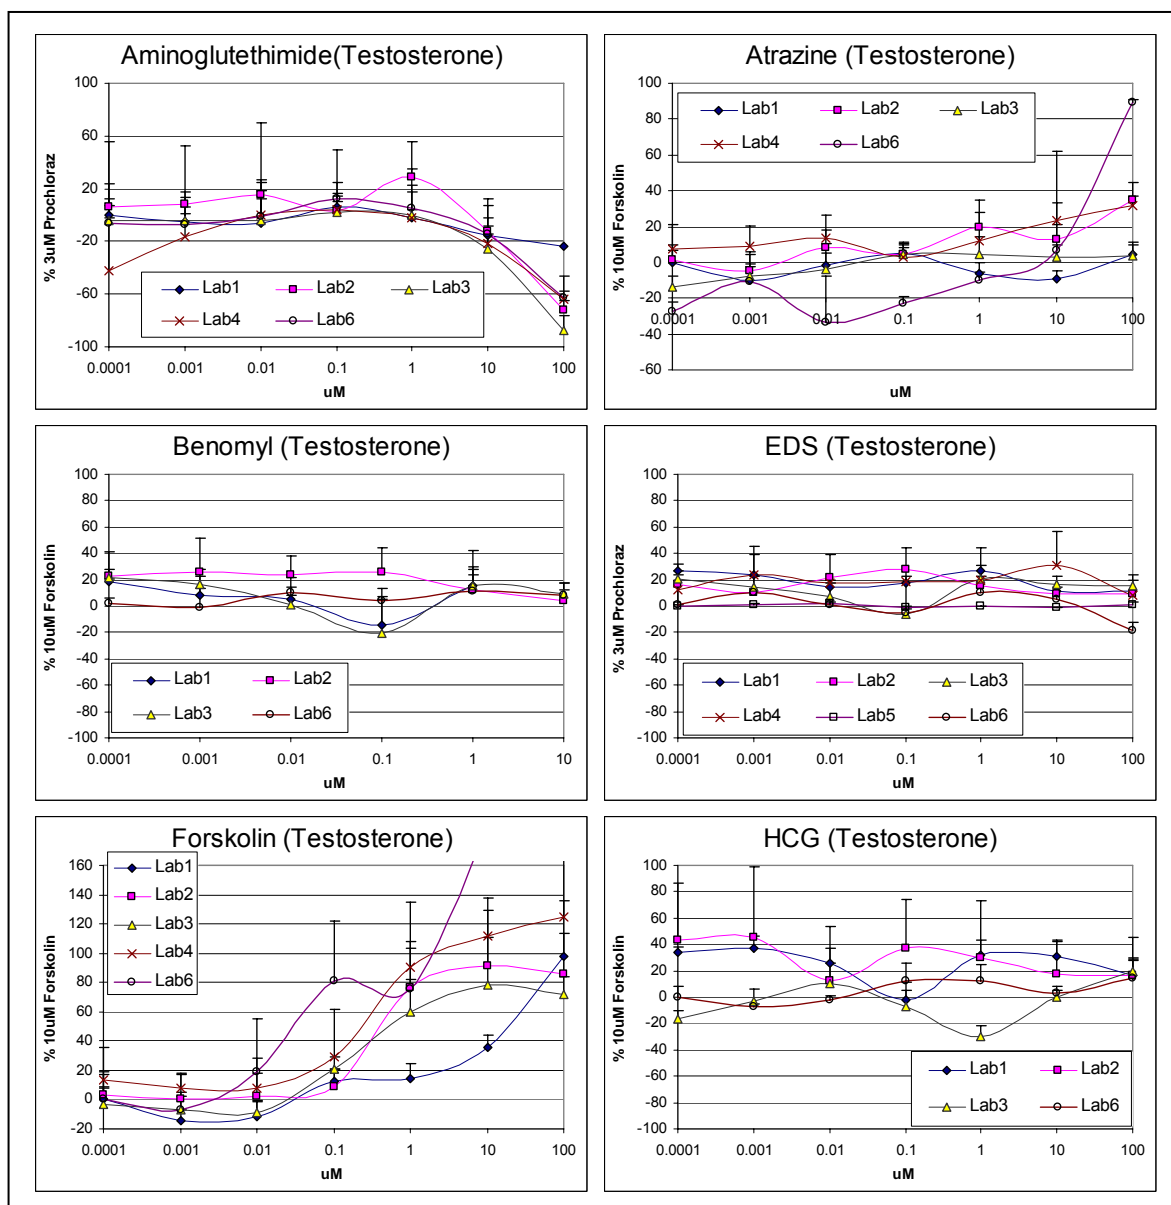 Aminoglutethimide(Testosterone)
% 3uM Prochloraz
100
60
20
-20
-60
-100
Lab1 Lab2 Lab3
Lab4 Lab6
0.0001 0.001 0.01 0.1 1 10 100
uM
Atrazine (Testosterone)
% 10uM Forskolin
100
80
60
40
20
0
-20
-40
-60
Lab1 Lab2 Lab3
Lab4 Lab6
0.0001 0.001 0.01 0.1 1 10 100
uM
Benomyl (Testosterone)
% 10uM Forskolin
100
80
60
40
20
0
-20
-40
-60
-80
-100
Lab1 Lab2
Lab3 Lab6
0.0001 0.001 0.01 0.1 1 10
uM
EDS (Testosterone)
% 3uM Prochloraz
100
80
60
40
20
0
-20
-40
-60
-80
-100
Lab1 Lab2 Lab3
Lab4 Lab5 Lab6
0.0001 0.001 0.01 0.1 1 10 100
uM
Forskolin (Testosterone)
% 10uM Forskolin
160
140
120
100
80
60
40
20
0
-20
Lab1
Lab2
Lab3
Lab4
Lab6
0.0001 0.001 0.01 0.1 1 10 100
uM
HCG (Testosterone)
% 10uM Forskolin
100
80
60
40
20
0
-20
-40
-60
-80
-100
Lab1 Lab2
Lab3 Lab6
0.0001 0.001 0.01 0.1 1 10 100
uM